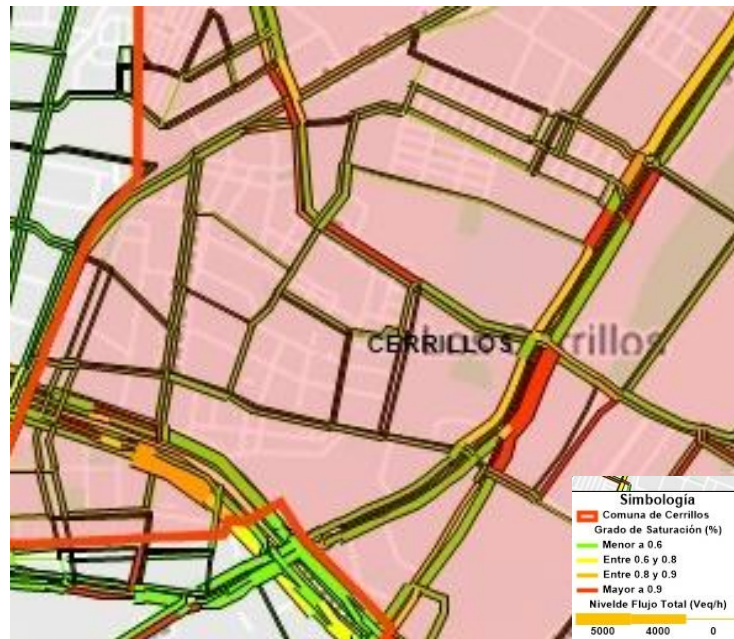 CERRILLOS
Cerrillos
Simbología
Comuna de Cerrillos
Grado de Saturación (%)
Menor a 0.6
Entre 0.6 y 0.8
Entre 0.8 y 0.9
Mayor a 0.9
Nivelde Flujo Total (Veq/h)
5000 4000 0